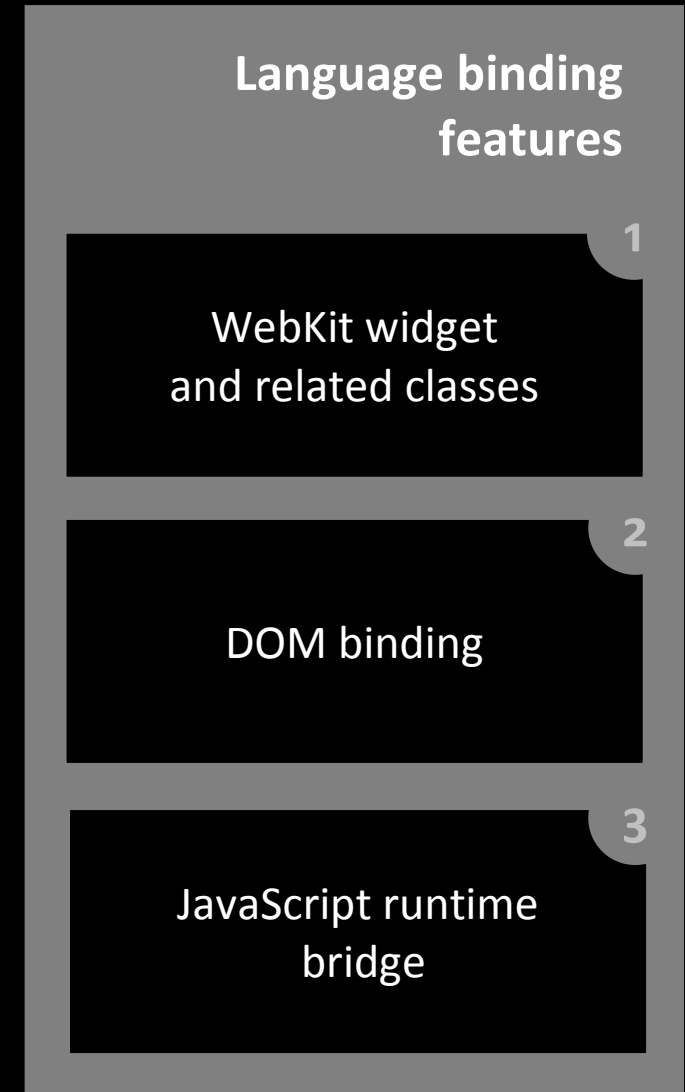 Language binding
features
1
WebKit widget
and related classes
2
DOM binding
3
JavaScript runtime
bridge